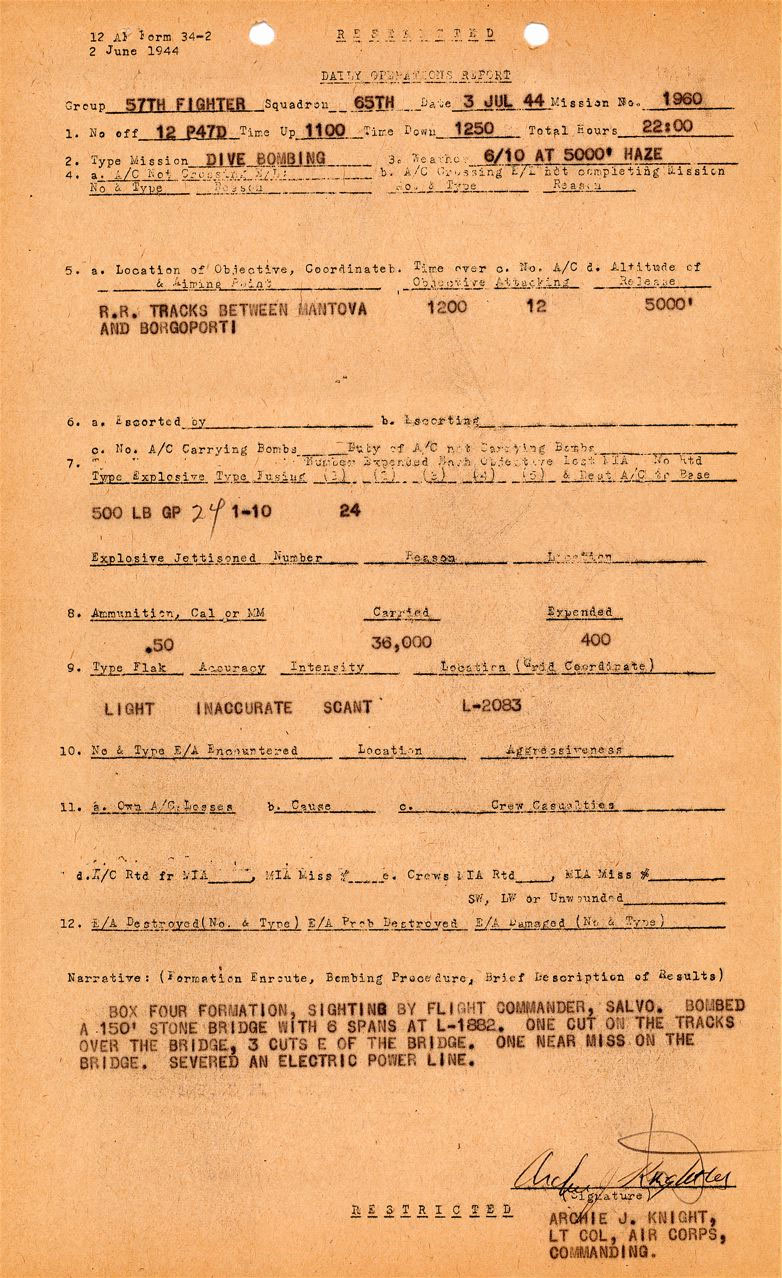 12 AF Form 34-2
2 June 1944
RESTRICTED
DAILY OPERATIONS REPORT
Group 57TH FIGHTER Squadron 65TH Date 3 JUL 44 Mission No. 1960
1. No off 12 P47D Time Up 1100 Time Down 1250 Total Hours 22:00
2. Type Mission DIVE BOMBING 3. Weather 6/10 AT 5000' HAZE
4. a. A/C Not Crossing E/L: b. A/C Crossing E/L not completing Mission
No & Type Reason No. & Type Reason
5. a. Location of Objective, Coordinate b. Time over c. No. A/C d. Altitude of
& Aiming Point Objective Attacking Release
R.R. TRACKS BETWEEN MANTOVA 1200 12 5000'
AND BORGOPORTI
6. a. Escorted by b. Escorting
c. No. A/C Carrying Bombs Duty of A/C not Carrying Bombs
7. Number Expended Each Objective Lost MIA No Rtd
Type Explosive Type Fusing (1) (2) (3) (4) (5) & Dest A/C to Base
500 LB GP 24 1-10 24
Explosive Jettisoned Number Reason Location
8. Ammunition, Cal or MM Carried Expended
.50 36,000 400
9. Type Flak Accuracy Intensity Location (Grid Coordinate)
LIGHT INACCURATE SCANT L-2083
10. No & Type E/A Encountered Location Aggressiveness
11. a. Own A/C Losses b. Cause c. Crew Casualties
d. A/C Rtd fr MIA , MIA Miss # e. Crews MIA Rtd , MIA Miss #
SW, LW or Unwounded
12. E/A Destroyed(No. & Type) E/A Prob Destroyed E/A Damaged (No & Type)
Narrative: (Formation Enroute, Bombing Procedure, Brief Description of Results)
BOX FOUR FORMATION, SIGHTING BY FLIGHT COMMANDER, SALVO. BOMBED
A 150' STONE BRIDGE WITH 6 SPANS AT L-1882. ONE CUT ON THE TRACKS
OVER THE BRIDGE, 3 CUTS E OF THE BRIDGE. ONE NEAR MISS ON THE
BRIDGE. SEVERED AN ELECTRIC POWER LINE.
(Signature)
RESTRICTED
ARCHIE J. KNIGHT,
LT COL, AIR CORPS,
COMMANDING.